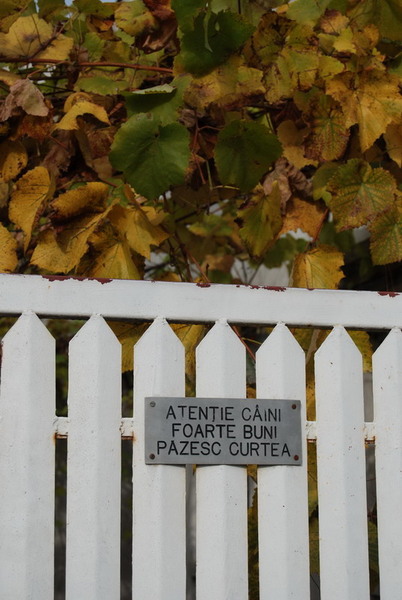 ATENȚIE CÂINI
FOARTE BUNI
PĂZESC CURTEA